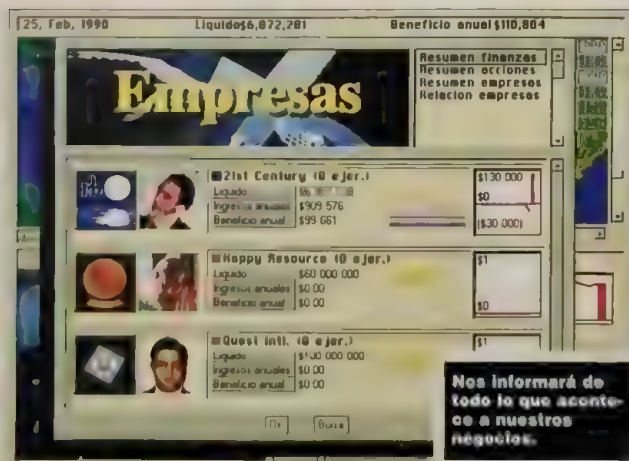 25, Feb, 1990 Liquido$6,872,281 Beneficio anual $110,804
Empresas
Resumen finanzas
Resumen acciones
Resumen empresas
Relacion empresas
21st Century (0 ejer.)
Liquido
Ingresos anuales $909 576
Beneficio anual $99 661
$130 000
$0
($30 000)
Happy Resource (0 ejer.)
Liquido $60 000 000
Ingresos anuales $0 00
Beneficio anual $0 00
$1
$0
Quest Intl. (0 ejer.)
Liquido $100 000 000
Ingresos anuales $0 00
Beneficio anual $0 00
$1
Nos informará de
todo lo que aconte-
ce a nuestros
negocios.